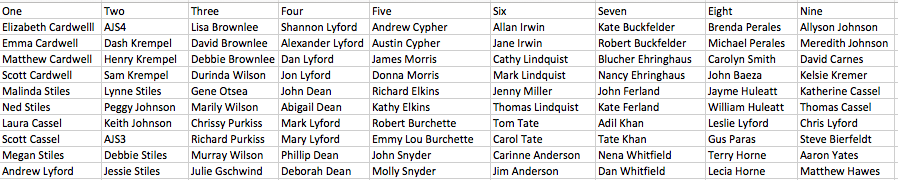 One Two Three Four Five Six Seven Eight Nine
Elizabeth Cardwelll AJS4 Lisa Brownlee Shannon Lyford Andrew Cypher Allan Irwin Kate Buckfelder Brenda Perales Allyson Johnson
Emma Cardwell Dash Krempel David Brownlee Alexander Lyford Austin Cypher Jane Irwin Robert Buckfelder Michael Perales Meredith Johnson
Matthew Cardwell Henry Krempel Debbie Brownlee Dan Lyford James Morris Cathy Lindquist Blucher Ehringhaus Carolyn Smith David Carnes
Scott Cardwell Sam Krempel Durinda Wilson Jon Lyford Donna Morris Mark Lindquist Nancy Ehringhaus John Baeza Kelsie Kremer
Malinda Stiles Lynne Stiles Gene Otsea John Dean Richard Elkins Jenny Miller John Ferland Jayme Huleatt Katherine Cassel
Ned Stiles Peggy Johnson Marily Wilson Abigail Dean Kathy Elkins Thomas Lindquist Kate Ferland William Huleatt Thomas Cassel
Laura Cassel Keith Johnson Chrissy Purkiss Mark Lyford Robert Burchette Tom Tate Adil Khan Leslie Lyford Chris Lyford
Scott Cassel AJS3 Richard Purkiss Mary Lyford Emmy Lou Burchette Carol Tate Tate Khan Gus Paras Steve Bierfeldt
Megan Stiles Debbie Stiles Murray Wilson Phillip Dean John Snyder Carinne Anderson Nena Whitfield Terry Horne Aaron Yates
Andrew Lyford Jessie Stiles Julie Gschwind Deborah Dean Molly Snyder Jim Anderson Dan Whitfield Lecia Horne Matthew Hawes